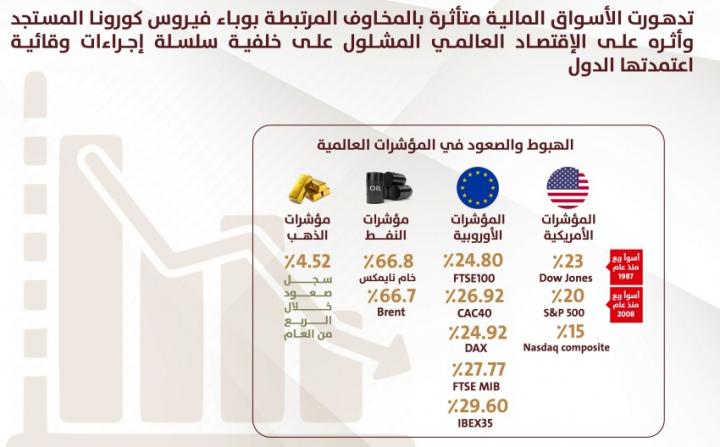 تدهورت الأسواق المالية متأثرة بالمخاوف المرتبطة بوباء فيروس كورونا المستجد
وأثره على الإقتصاد العالمي المشلول على خلفية سلسلة إجراءات وقائية
اعتمدتها الدول
الهبوط والصعود في المؤشرات العالمية
المؤشرات
الأمريكية
أسوأ ربع
منذ عام
1987
٪23
Dow Jones
أسوأ ربع
منذ عام
2008
٪20
S&P 500
٪15
Nasdaq composite
المؤشرات
الأوروبية
٪24.80
FTSE100
٪26.92
CAC40
٪24.92
DAX
٪27.77
FTSE MIB
٪29.60
IBEX35
OIL
مؤشرات
النفط
٪66.8
خام نايمكس
٪66.7
Brent
مؤشرات
الذهب
٪4.52
سجل
صعود
خلال
الربع
من العام